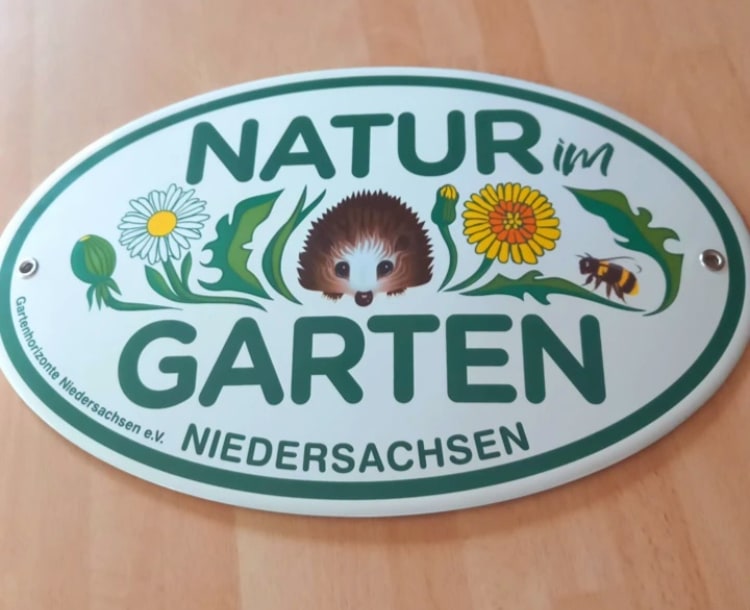 NATUR im
GARTEN
NIEDERSACHSEN
Gartenhorizonte Niedersachsen e.V.